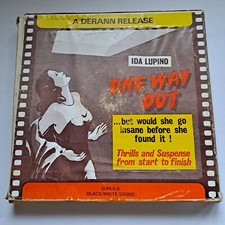 A DERANN RELEASE
IDA LUPINO
ONE WAY
OUT
...but would she go
insane before she
found it !
Thrills and Suspense
from start to finish
SUPER 8
BLACK/WHITE SOUND